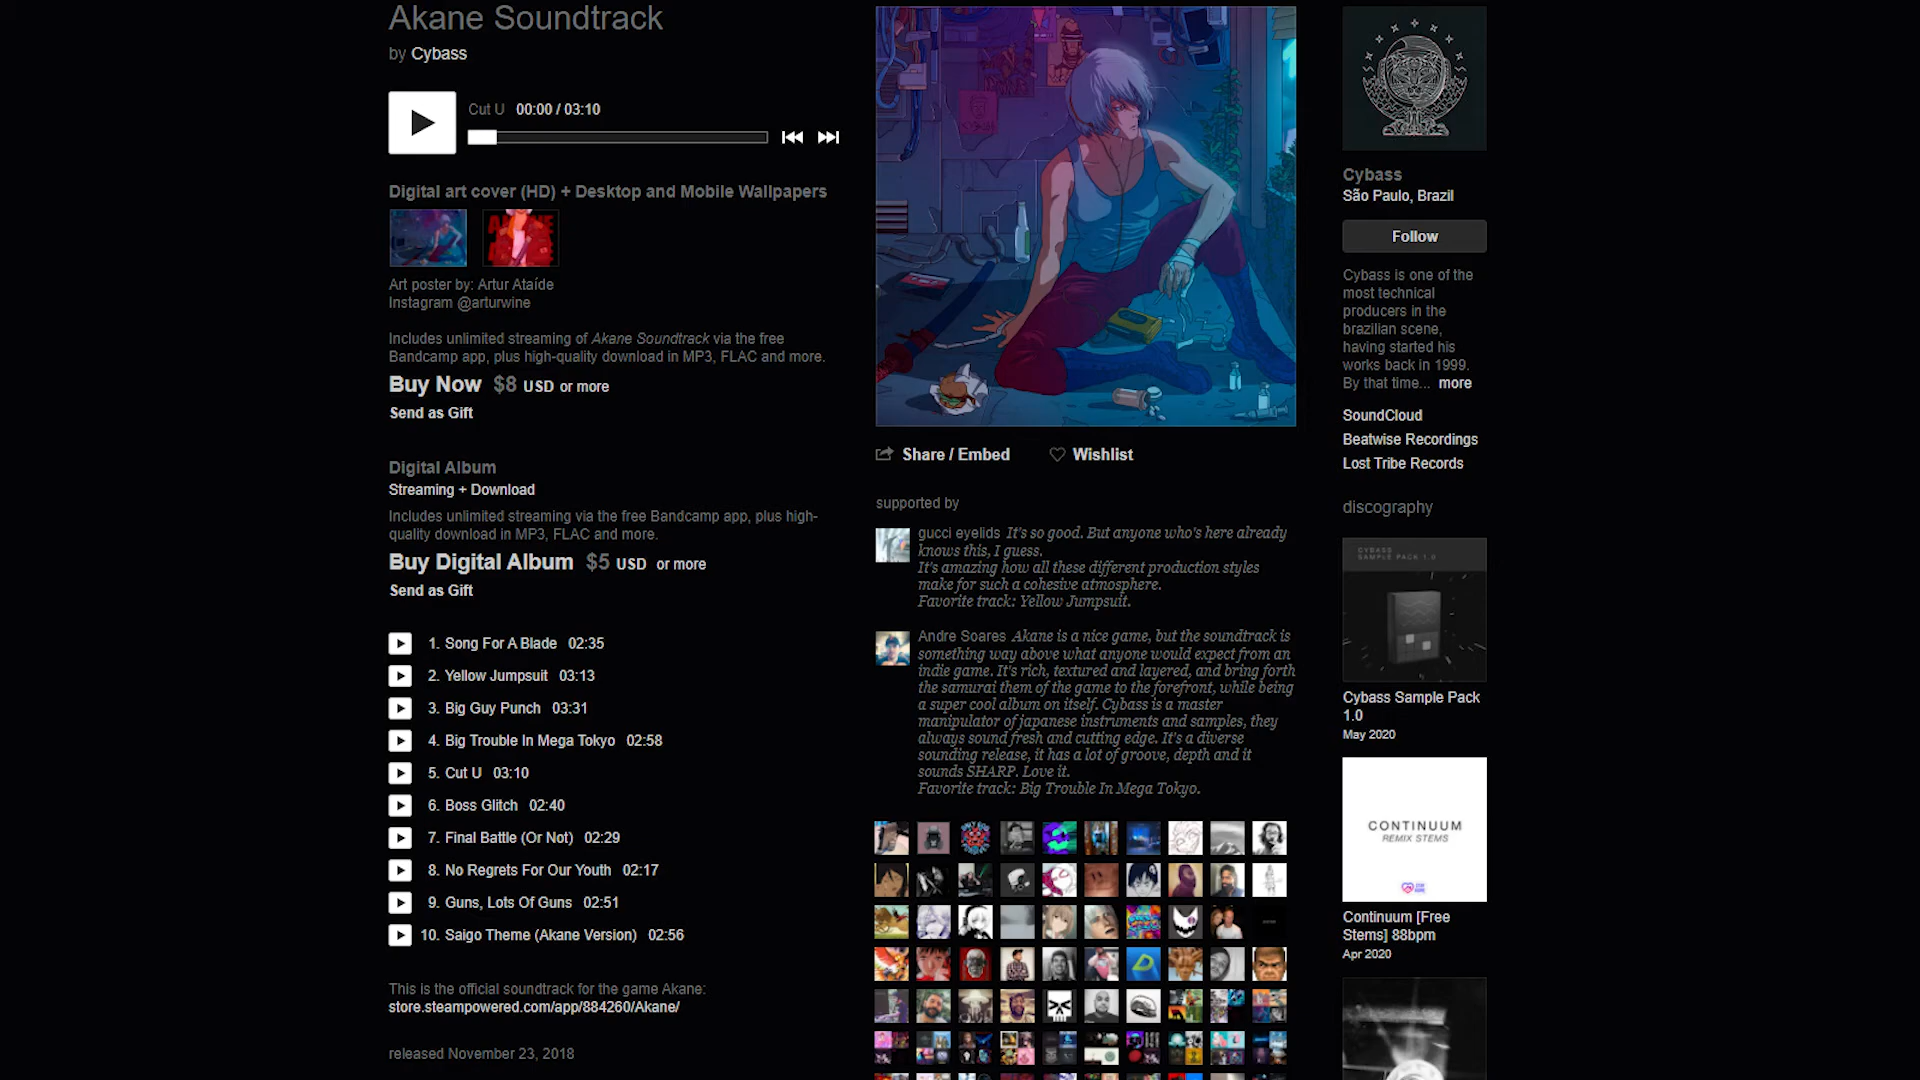 Akane Soundtrack
by Cybass
Cut U 00:00 / 03:10
Digital art cover (HD) + Desktop and Mobile Wallpapers
Art poster by: Artur Ataíde
Instagram @arturwine
Includes unlimited streaming of Akane Soundtrack via the free
Bandcamp app, plus high-quality download in MP3, FLAC and more.
Buy Now $8 USD or more
Send as Gift
Digital Album
Streaming + Download
Includes unlimited streaming via the free Bandcamp app, plus high-
quality download in MP3, FLAC and more.
Buy Digital Album $5 USD or more
Send as Gift
1. Song For A Blade 02:35
2. Yellow Jumpsuit 03:13
3. Big Guy Punch 03:31
4. Big Trouble In Mega Tokyo 02:58
5. Cut U 03:10
6. Boss Glitch 02:40
7. Final Battle (Or Not) 02:29
8. No Regrets For Our Youth 02:17
9. Guns, Lots Of Guns 02:51
10. Saigo Theme (Akane Version) 02:56
This is the official soundtrack for the game Akane:
store.steampowered.com/app/884260/Akane/
released November 23, 2018
Share / Embed Wishlist
supported by
gucci eyelids It's so good. But anyone who's here already
knows this, I guess.
It's amazing how all these different production styles
make for such a cohesive atmosphere.
Favorite track: Yellow Jumpsuit.
Andre Soares Akane is a nice game, but the soundtrack is
something way above what anyone would expect from an
indie game. It's rich, textured and layered, and bring forth
the samurai them of the game to the forefront, while being
a super cool album on itself. Cybass is a master
manipulator of japanese instruments and samples, they
always sound fresh and cutting edge. It's a diverse
sounding release, it has a lot of groove, depth and it
sounds SHARP. Love it.
Favorite track: Big Trouble In Mega Tokyo.
Cybass
São Paulo, Brazil
Follow
Cybass is one of the
most technical
producers in the
brazilian scene,
having started his
works back in 1999.
By that time... more
SoundCloud
Beatwise Recordings
Lost Tribe Records
discography
CYBASS
SAMPLE PACK 1.0
Cybass Sample Pack
1.0
May 2020
CONTINUUM
REMIX STEMS
Continuum [Free
Stems] 88bpm
Apr 2020